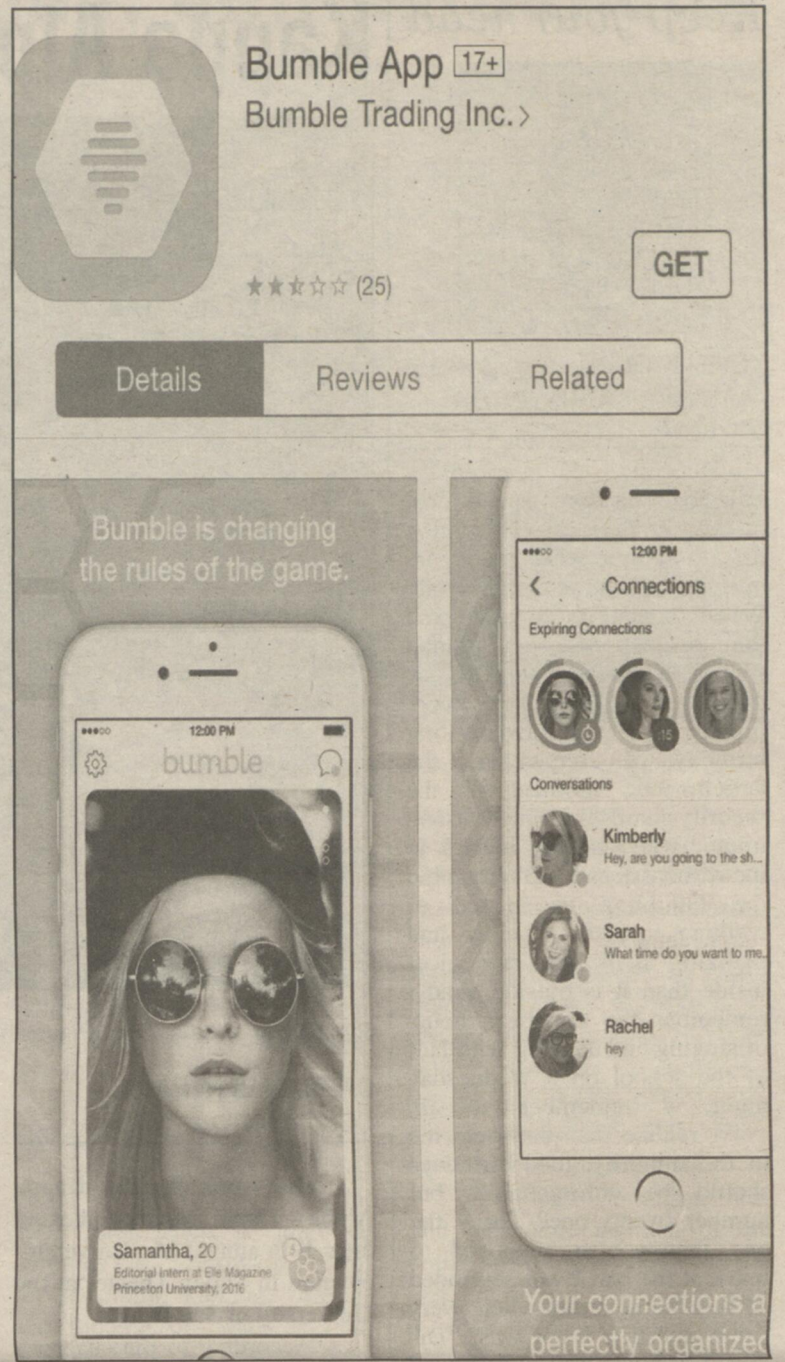 Bumble App 17+
Bumble Trading Inc. >
(25)
GET
Details
Reviews
Related
Bumble is changing
the rules of the game.
12:00 PM
bumble
Samantha, 20
Editorial Intern at Elle Magazine
Princeton University, 2016
12:00 PM
Connections
Expiring Connections
:15
Conversations
Kimberly
Hey, are you going to the sh...
Sarah
What time do you want to me..
Rachel
hey
Your connections a
perfectly organized